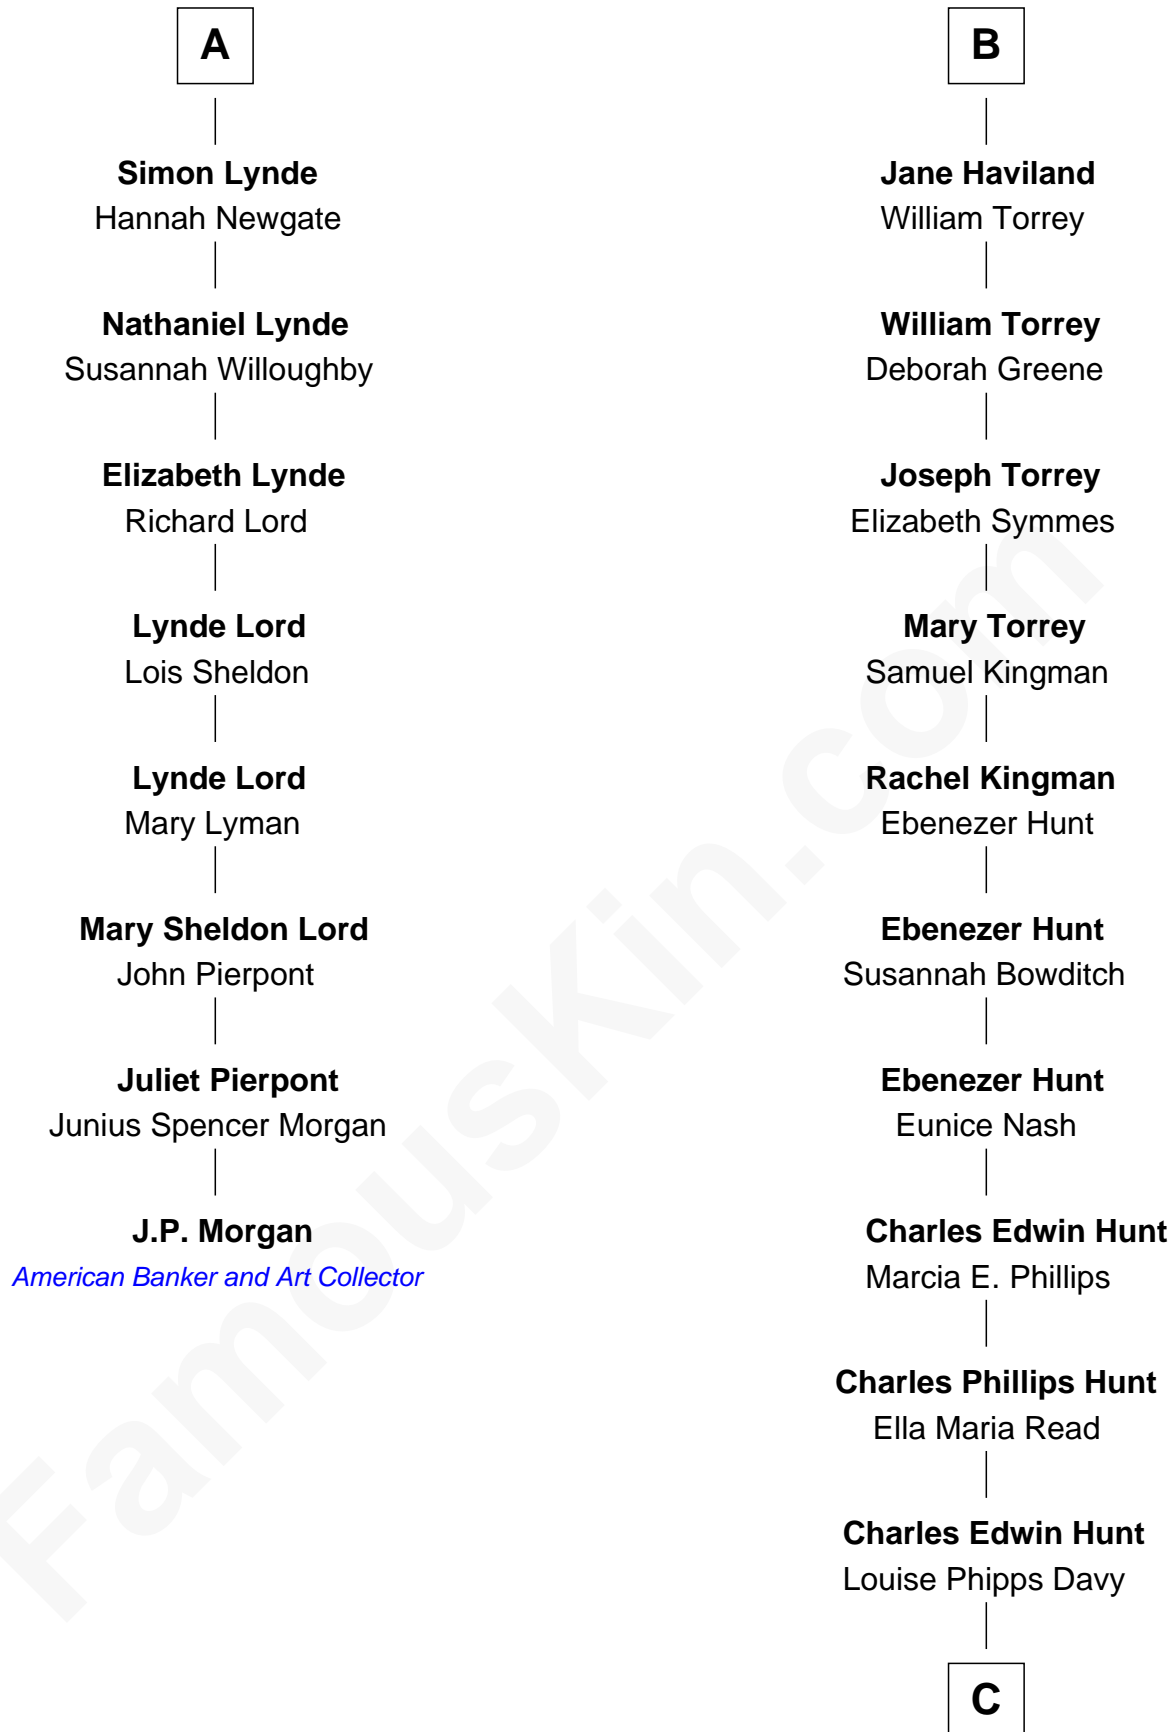 A
Simon Lynde
Hannah Newgate
Nathaniel Lynde
Susannah Willoughby
Elizabeth Lynde
Richard Lord
Lynde Lord
Lois Sheldon
Lynde Lord
Mary Lyman
Mary Sheldon Lord
John Pierpont
Juliet Pierpont
Junius Spencer Morgan
J.P. Morgan
American Banker and Art Collector
B
Jane Haviland
William Torrey
William Torrey
Deborah Greene
Joseph Torrey
Elizabeth Symmes
Mary Torrey
Samuel Kingman
Rachel Kingman
Ebenezer Hunt
Ebenezer Hunt
Susannah Bowditch
Ebenezer Hunt
Eunice Nash
Charles Edwin Hunt
Marcia E. Phillips
Charles Phillips Hunt
Ella Maria Read
Charles Edwin Hunt
Louise Phipps Davy
C
FamousKin.com